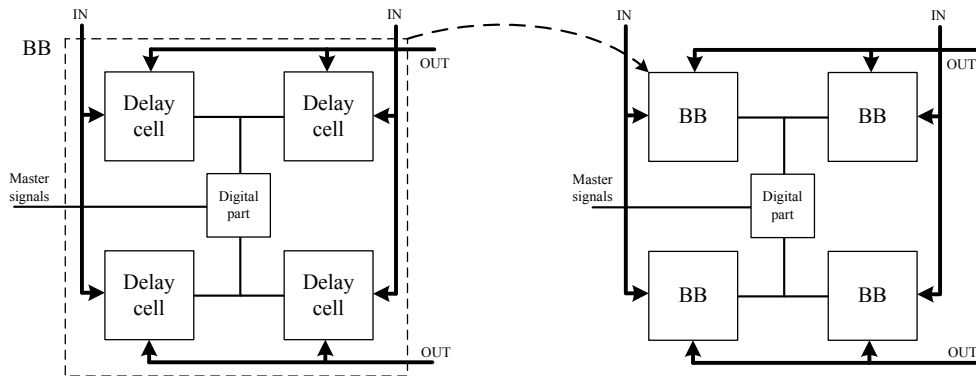 IN
IN
BB
OUT
Delay
cell
Delay
cell
Master
signals
Digital
part
Delay
cell
Delay
cell
OUT
IN
IN
OUT
BB
BB
Master
signals
Digital
part
BB
BB
OUT